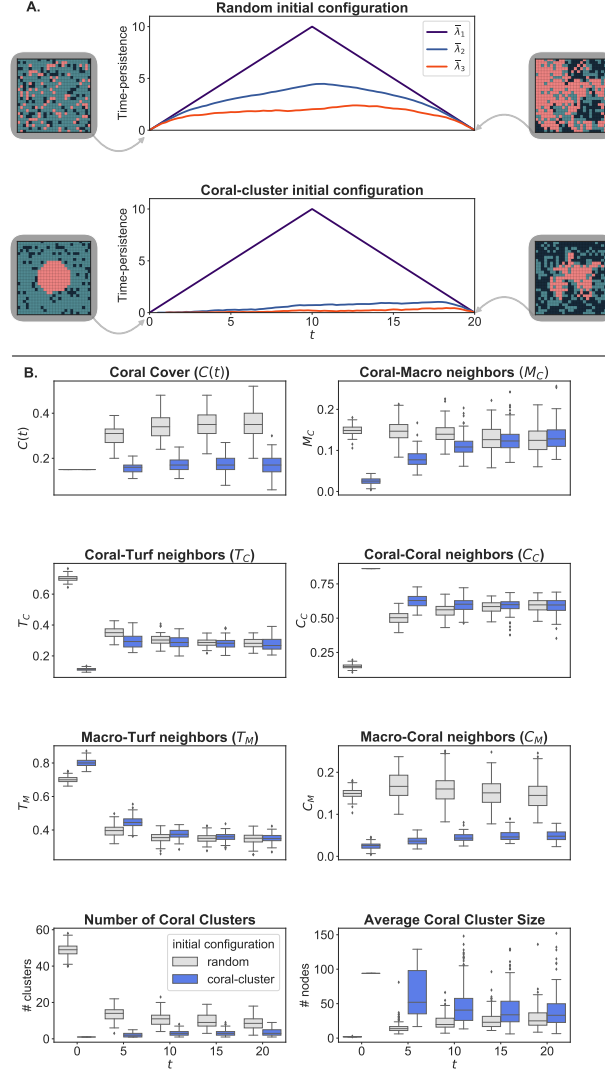 A.
Random initial configuration
Time-persistence
10
5
0
λ̄₁
λ̄₂
λ̄₃
Coral-cluster initial configuration
Time-persistence
10
5
0
0 5 10 15 20
t
B.
Coral Cover (C(t))
C(t)
0.4
0.2
Coral-Macro neighbors (M_C)
M_C
0.2
0.1
0.0
Coral-Turf neighbors (T_C)
T_C
0.6
0.4
0.2
Coral-Coral neighbors (C_C)
C_C
0.75
0.50
0.25
Macro-Turf neighbors (T_M)
T_M
0.8
0.6
0.4
Macro-Coral neighbors (C_M)
C_M
0.2
0.1
0.0
Number of Coral Clusters
# clusters
60
40
20
0
initial configuration
random
coral-cluster
0 5 10 15 20
t
Average Coral Cluster Size
# nodes
150
100
50
0
0 5 10 15 20
t